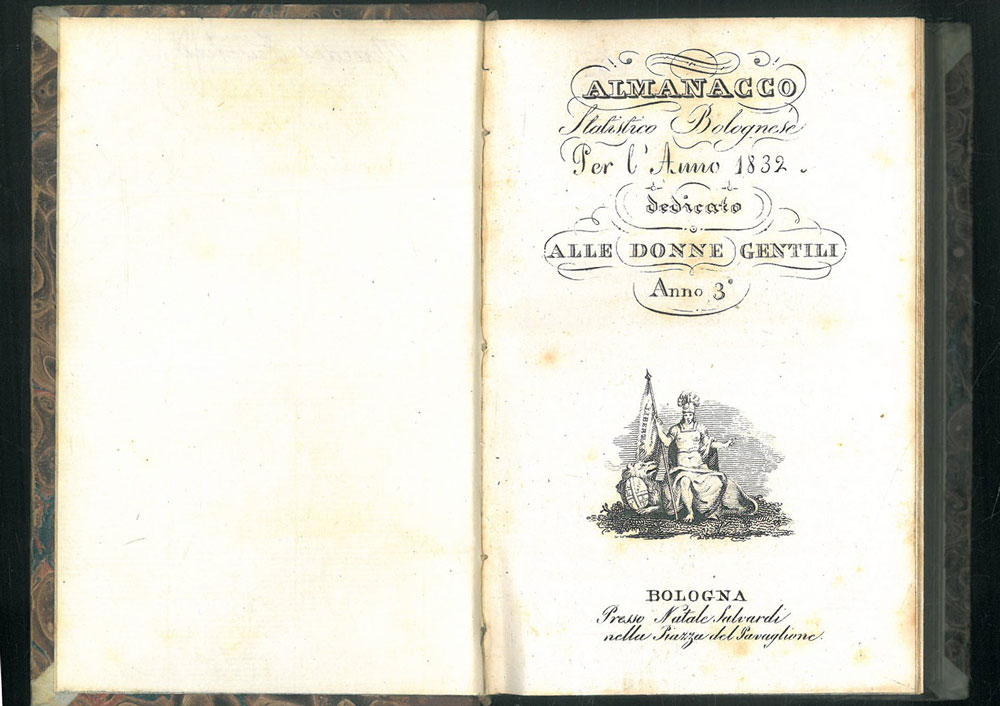 ALMANACCO
Statistico Bolognese
Per l'Anno 1832.
dedicato
ALLE DONNE GENTILI
Anno 3°
LIBERTAS
BOLOGNA
Presso Natale Salvardi
nella Piazza del Pavaglione.